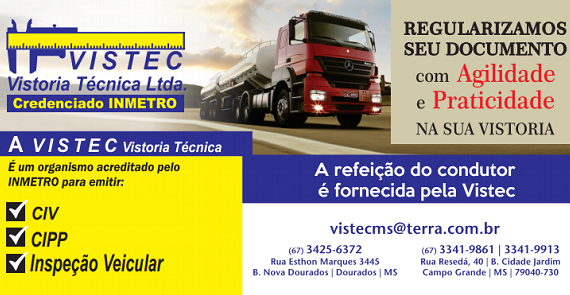 VISTEC
Vistoria Técnica Ltda.
Credenciado INMETRO
REGULARIZAMOS
SEU DOCUMENTO
com Agilidade
e Praticidade
NA SUA VISTORIA
A VISTEC Vistoria Técnica
É um organismo acreditado pelo
INMETRO para emitir:
CIV
CIPP
Inspeção Veicular
A refeição do condutor
é fornecida pela Vistec
vistecms@terra.com.br
(67) 3425-6372
Rua Esthon Marques 3445
B. Nova Dourados | Dourados | MS
(67) 3341-9861 | 3341-9913
Rua Resedá, 40 | B. Cidade Jardim
Campo Grande | MS | 79040-730